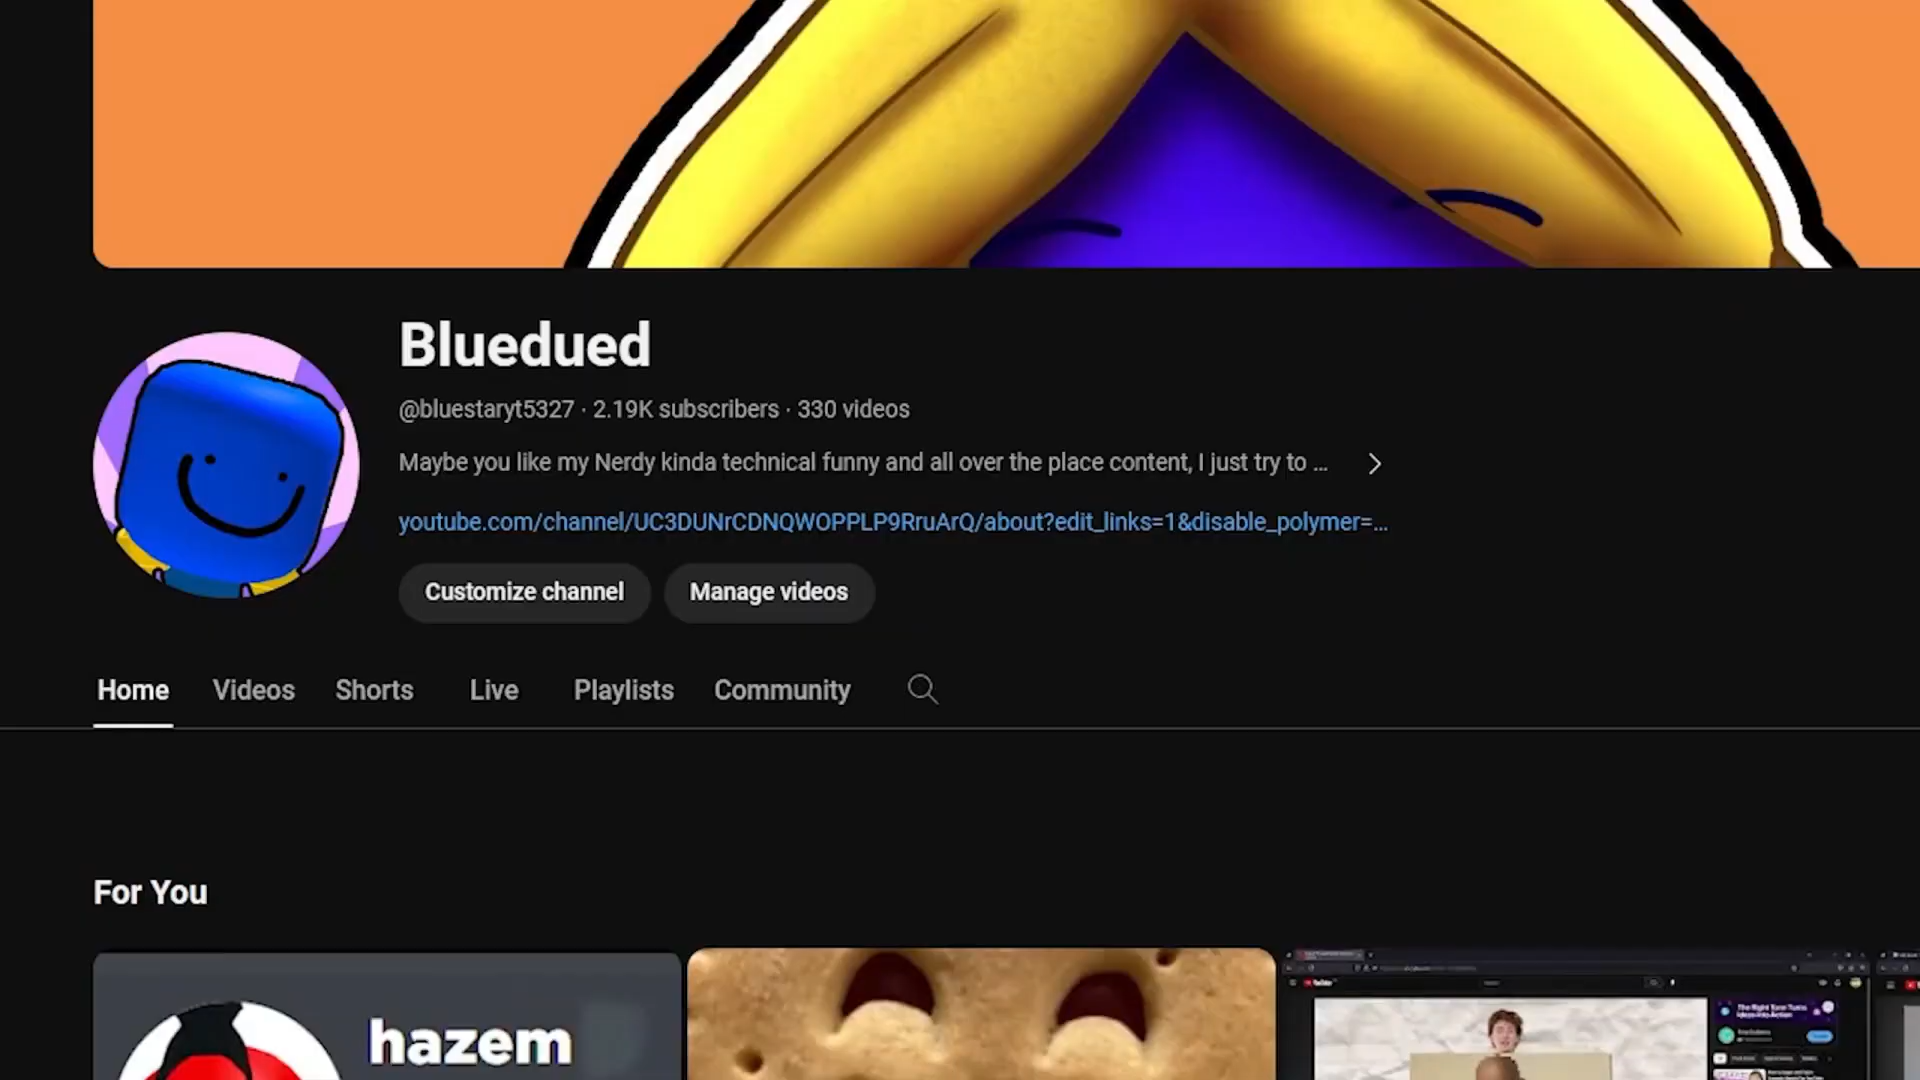 Bluedued
@bluestaryt5327 · 2.19K subscribers · 330 videos
Maybe you like my Nerdy kinda technical funny and all over the place content, I just try to ...
youtube.com/channel/UC3DUNrCDNQWOPPLP9RruArQ/about?edit_links=1&disable_polymer=...
Customize channel
Manage videos
Home
Videos
Shorts
Live
Playlists
Community
For You
hazem